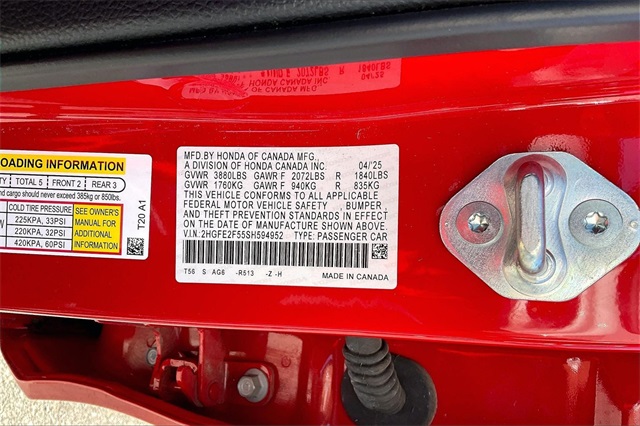 OADING INFORMATION
TY TOTAL 5 FRONT 2 REAR 3
nd cargo should never exceed 385kg or 850lbs.
COLD TIRE PRESSURE
225KPA, 33PSI
220KPA, 32PSI
420KPA, 60PSI
SEE OWNER'S
MANUAL FOR
ADDITIONAL
INFORMATION
T20 A1
MFD.BY HONDA OF CANADA MFG.,
A DIVISION OF HONDA CANADA INC. 04/'25
GVWR 3880LBS GAWR F 2072LBS R 1840LBS
GVWR 1760KG GAWR F 940KG R 835KG
THIS VEHICLE CONFORMS TO ALL APPLICABLE
FEDERAL MOTOR VEHICLE SAFETY , BUMPER,
AND THEFT PREVENTION STANDARDS IN EFFECT
ON THE DATE OF MANUFACTURE SHOWN ABOVE.
V.I.N:2HGFE2F55SH594952 TYPE:PASSENGER CAR
T56 S AG6 -R513 -Z -H MADE IN CANADA